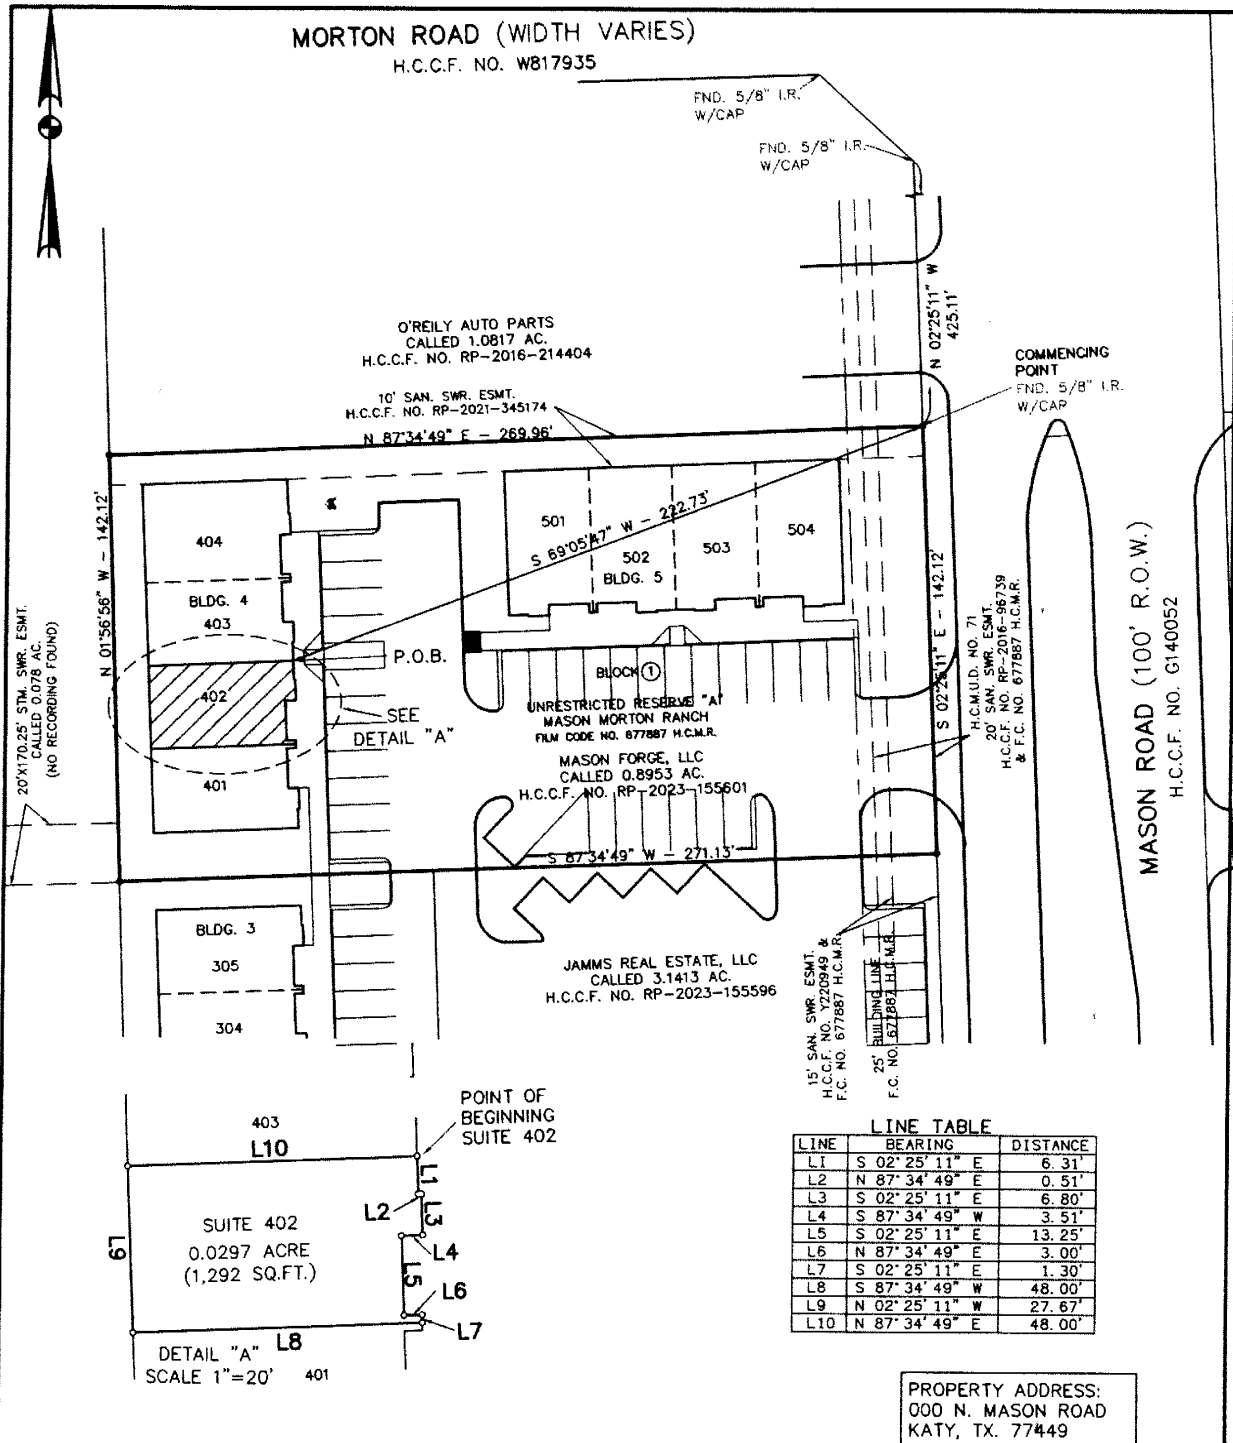 MORTON ROAD (WIDTH VARIES)
H.C.C.F. NO. W817935
FND. 5/8" I.R.
W/CAP
FND. 5/8" I.R.
W/CAP
N 02°25'11" W
425.11'
O'REILY AUTO PARTS
CALLED 1.0817 AC.
H.C.C.F. NO. RP-2016-214404
COMMENCING
POINT
FND. 5/8" I.R.
W/CAP
10' SAN. SWR. ESMT.
H.C.C.F. NO. RP-2021-345174
N 87°34'49" E - 269.96'
N 01°56'56" W - 142.12'
S 69°05'47" W - 222.73'
404
BLDG. 4
403
402
401
501
502
503
504
BLDG. 5
P.O.B.
SEE
DETAIL "A"
BLOCK 1
UNRESTRICTED RESERVE "A"
MASON MORTON RANCH
FILM CODE NO. 677887 H.C.M.R.
MASON FORGE, LLC
CALLED 0.8953 AC.
H.C.C.F. NO. RP-2023-155601
S 87°34'49" W - 271.13'
S 02°25'11" E - 142.12'
H.C.M.U.D. NO. 71
20' SAN. SWR. ESMT.
H.C.C.F. NO. RP-2016-96739
& F.C. NO. 677887 H.C.M.R.
MASON ROAD (100' R.O.W.)
H.C.C.F. NO. G140052
20'X170.25' STM. SWR. ESMT.
CALLED 0.078 AC.
(NO RECORDING FOUND)
BLDG. 3
305
304
JAMMS REAL ESTATE, LLC
CALLED 3.1413 AC.
H.C.C.F. NO. RP-2023-155596
15' SAN. SWR. ESMT.
H.C.C.F. NO. Y220949 &
F.C. NO. 677887 H.C.M.R.
25' BUILDING LINE
F.C. NO. 677887 H.C.M.R.
403
POINT OF
BEGINNING
SUITE 402
L10
L1
L2
L3
L4
L5
L6
L7
L8
L9
SUITE 402
0.0297 ACRE
(1,292 SQ.FT.)
DETAIL "A"
SCALE 1"=20'
401
LINE TABLE
LINE BEARING DISTANCE
L1 S 02°25'11" E 6.31'
L2 N 87°34'49" E 0.51'
L3 S 02°25'11" E 6.80'
L4 S 87°34'49" W 3.51'
L5 S 02°25'11" E 13.25'
L6 N 87°34'49" E 3.00'
L7 S 02°25'11" E 1.30'
L8 S 87°34'49" W 48.00'
L9 N 02°25'11" W 27.67'
L10 N 87°34'49" E 48.00'
PROPERTY ADDRESS:
000 N. MASON ROAD
KATY, TX. 77449